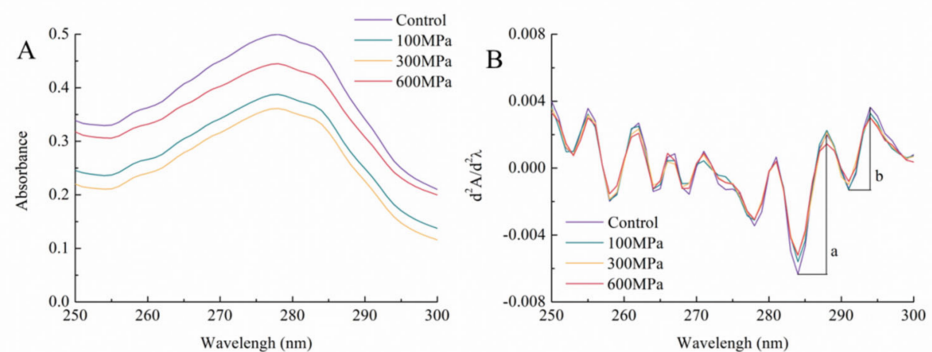 A
Control
100MPa
300MPa
600MPa
0.5
0.4
0.3
0.2
0.1
0.0
Absorbance
250 260 270 280 290 300
Wavelengh (nm)
B
0.008
0.004
0.000
-0.004
-0.008
d²A/d²λ
a
b
Control
100MPa
300MPa
600MPa
250 260 270 280 290 300
Wavelengh (nm)